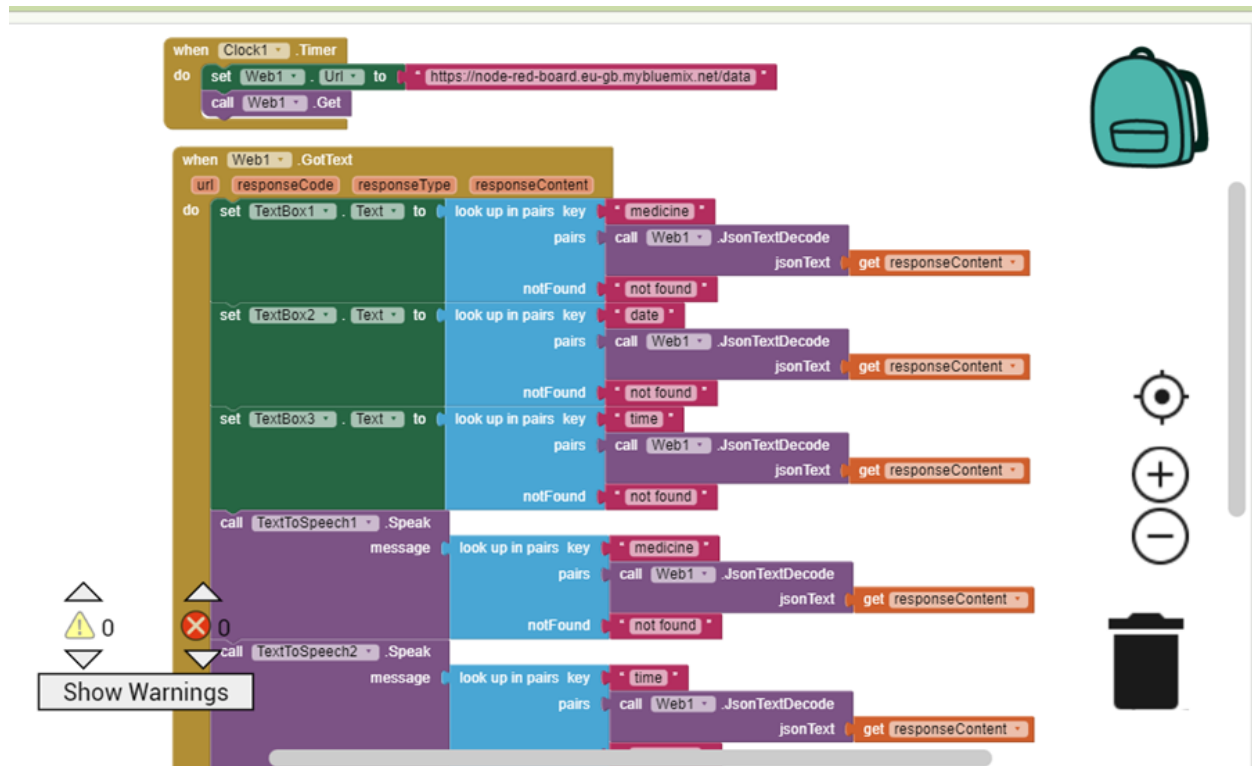 when Clock1 .Timer
do set Web1 . Url to " https://node-red-board.eu-gb.mybluemix.net/data "
call Web1 .Get
when Web1 .GotText
url responseCode responseType responseContent
do set TextBox1 . Text to look up in pairs key " medicine "
pairs call Web1 .JsonTextDecode
jsonText get responseContent
notFound " not found "
set TextBox2 . Text to look up in pairs key " date "
pairs call Web1 .JsonTextDecode
jsonText get responseContent
notFound " not found "
set TextBox3 . Text to look up in pairs key " time "
pairs call Web1 .JsonTextDecode
jsonText get responseContent
notFound " not found "
call TextToSpeech1 .Speak
message look up in pairs key " medicine "
pairs call Web1 .JsonTextDecode
jsonText get responseContent
notFound " not found "
0 0
call TextToSpeech2 .Speak
message look up in pairs key " time "
Show Warnings
pairs call Web1 .JsonTextDecode
jsonText get responseContent